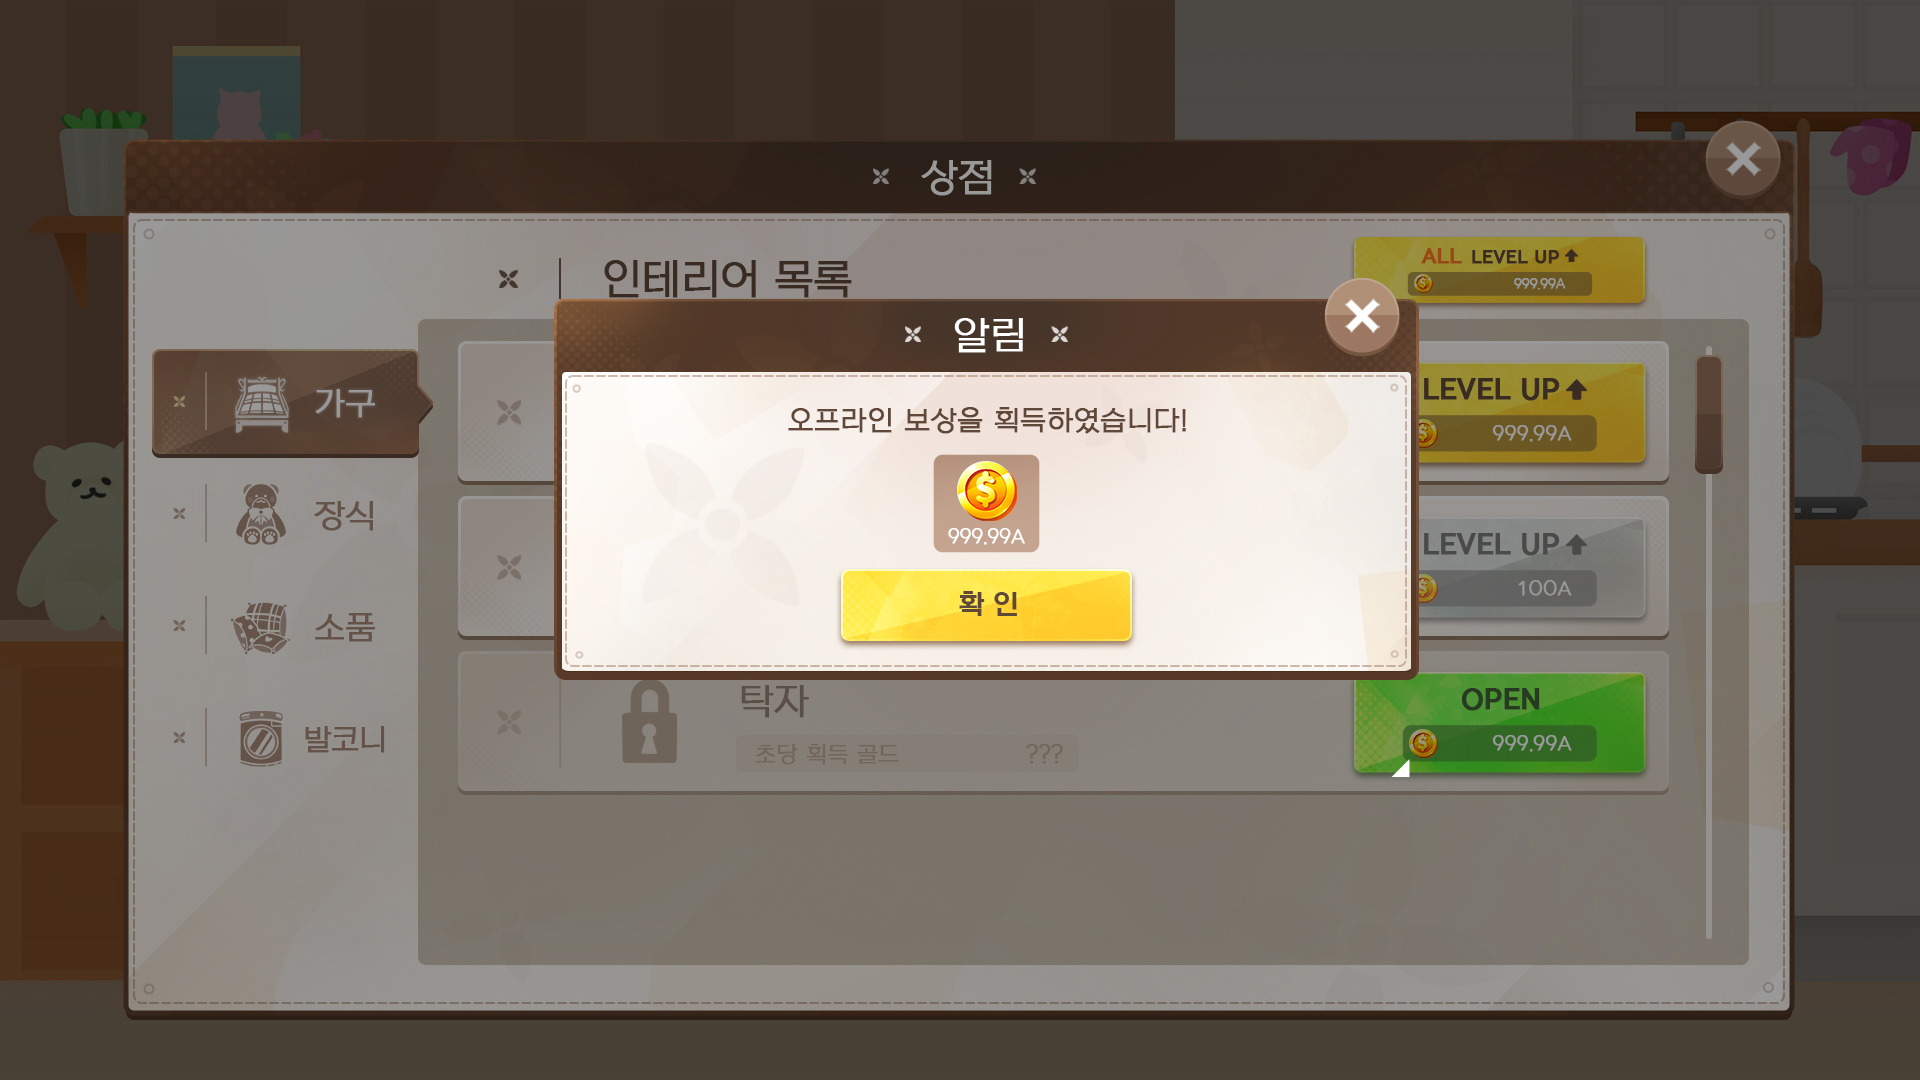 상점
인테리어 목록
ALL LEVEL UP
999.99A
알림
오프라인 보상을 획득하였습니다!
999.99A
확 인
가구
장식
소품
발코니
LEVEL UP
999.99A
LEVEL UP
100A
탁자
초당 획득 골드 ???
OPEN
999.99A